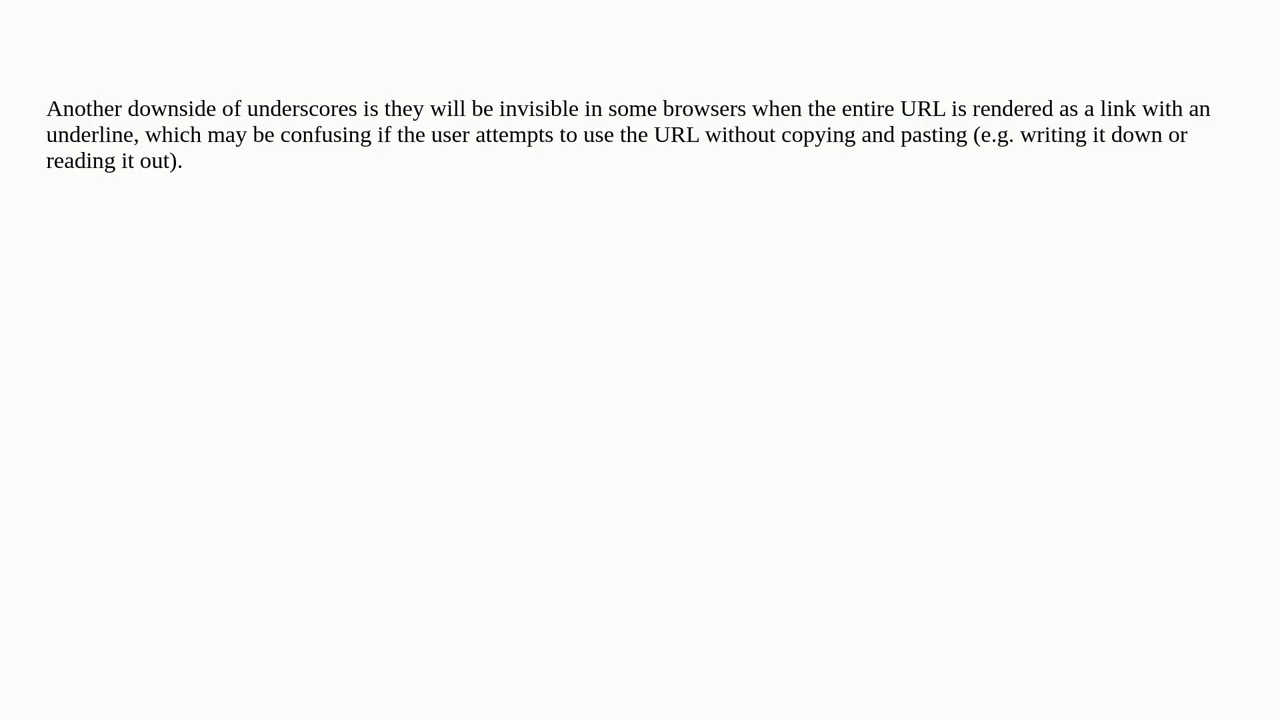 Another downside of underscores is they will be invisible in some browsers when the entire URL is rendered as a link with an
underline, which may be confusing if the user attempts to use the URL without copying and pasting (e.g. writing it down or
reading it out).